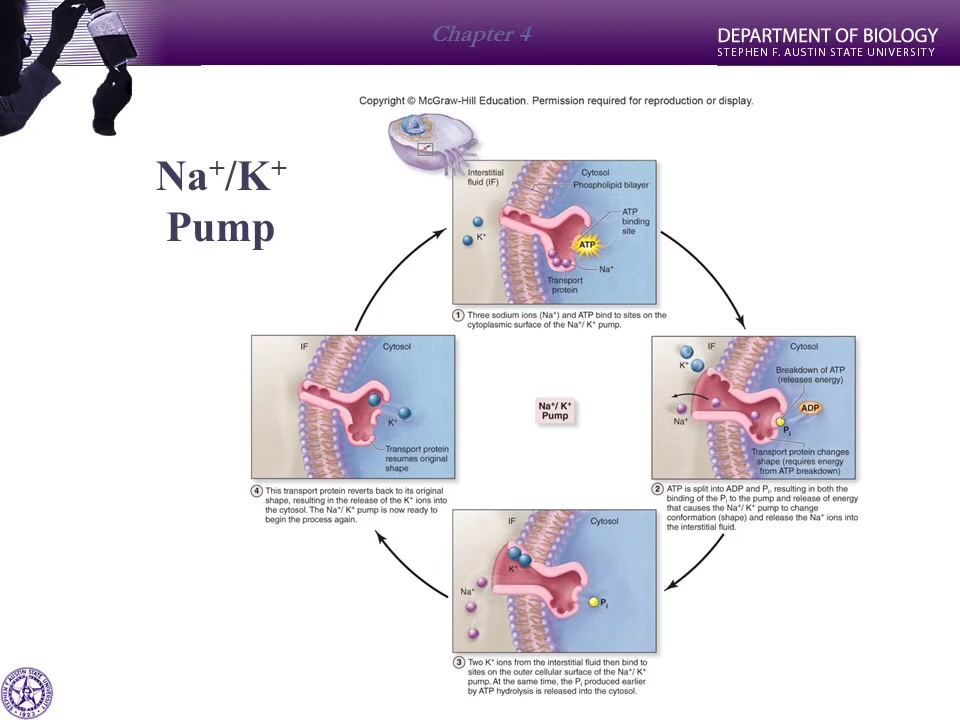 Chapter 4
DEPARTMENT OF BIOLOGY
STEPHEN F. AUSTIN STATE UNIVERSITY
Copyright © McGraw-Hill Education. Permission required for reproduction or display.
Na⁺/K⁺
Pump
Interstitial
fluid (IF)
Cytosol
Phospholipid bilayer
ATP
binding
site
K⁺
ATP
Na⁺
Transport
protein
1 Three sodium ions (Na⁺) and ATP bind to sites on the
cytoplasmic surface of the Na⁺/ K⁺ pump.
IF
Cytosol
K⁺
Breakdown of ATP
(releases energy)
ADP
Na⁺
Pᵢ
Transport protein changes
shape (requires energy
from ATP breakdown)
2 ATP is split into ADP and Pᵢ, resulting in both the
binding of the Pᵢ to the pump and release of energy
that causes the Na⁺/ K⁺ pump to change
conformation (shape) and release the Na⁺ ions into
the interstitial fluid.
Na⁺/ K⁺
Pump
IF
Cytosol
K⁺
Na⁺
Pᵢ
3 Two K⁺ ions from the interstitial fluid then bind to
sites on the outer cellular surface of the Na⁺/ K⁺
pump. At the same time, the Pᵢ produced earlier
by ATP hydrolysis is released into the cytosol.
IF
Cytosol
K⁺
Transport protein
resumes original
shape
4 This transport protein reverts back to its original
shape, resulting in the release of the K⁺ ions into
the cytosol. The Na⁺/ K⁺ pump is now ready to
begin the process again.
STEPHEN F. AUSTIN STATE UNIVERSITY
1923